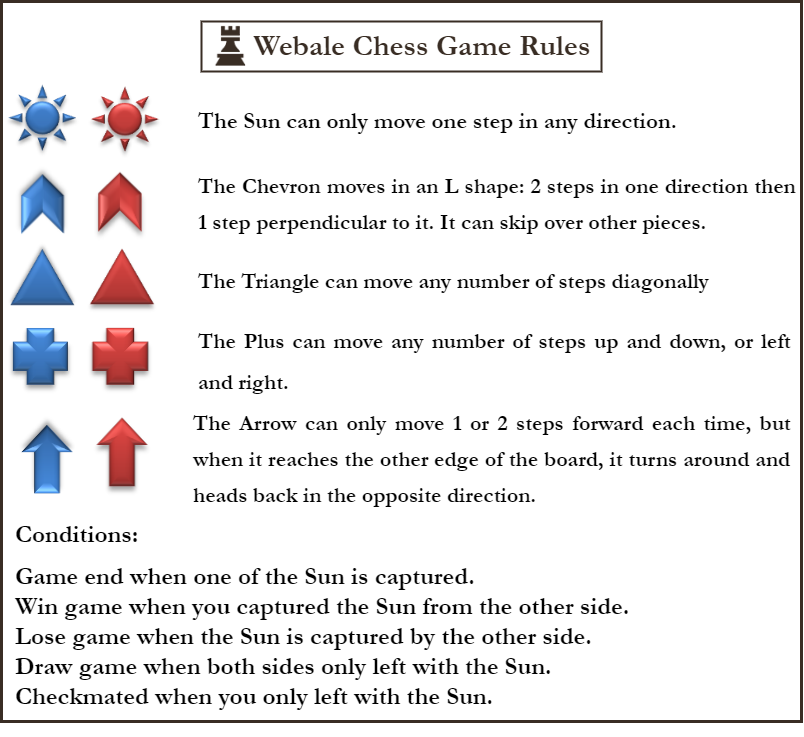 Webale Chess Game Rules
The Sun can only move one step in any direction.
The Chevron moves in an L shape: 2 steps in one direction then
1 step perpendicular to it. It can skip over other pieces.
The Triangle can move any number of steps diagonally
The Plus can move any number of steps up and down, or left
and right.
The Arrow can only move 1 or 2 steps forward each time, but
when it reaches the other edge of the board, it turns around and
heads back in the opposite direction.
Conditions:
Game end when one of the Sun is captured.
Win game when you captured the Sun from the other side.
Lose game when the Sun is captured by the other side.
Draw game when both sides only left with the Sun.
Checkmated when you only left with the Sun.